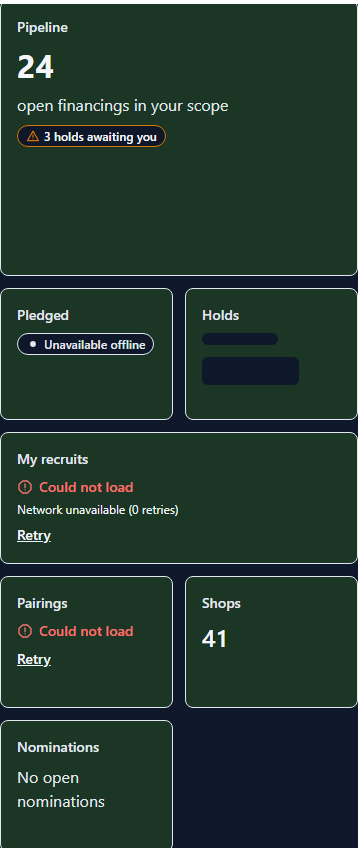 Pipeline
24
open financings in your scope
3 holds awaiting you
Pledged
Unavailable offline
Holds
My recruits
Could not load
Network unavailable (0 retries)
Retry
Pairings
Could not load
Retry
Shops
41
Nominations
No open
nominations